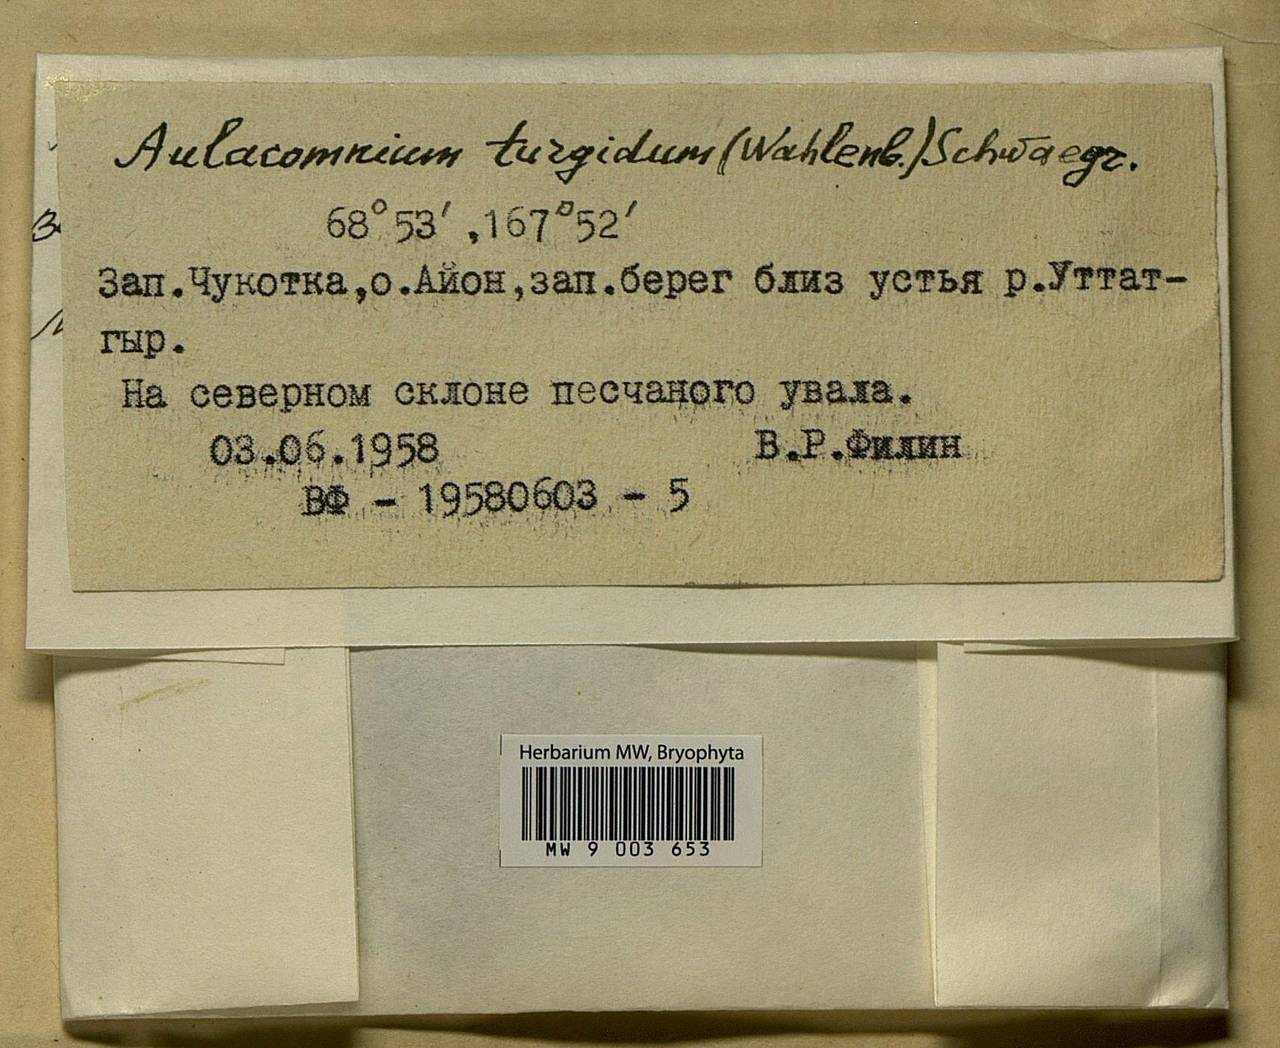 Aulacomnium turgidum (Wahlenb.) Schwaegr.
68°53′,167°52′
Зап.Чукотка,о.Айон,зап.берег близ устья р.Уттат-
гыр.
На северном склоне песчаного увала.
03.06.1958 В.Р.Филин
ВФ - 19580603 - 5
Herbarium MW, Bryophyta
MW 9 003 653